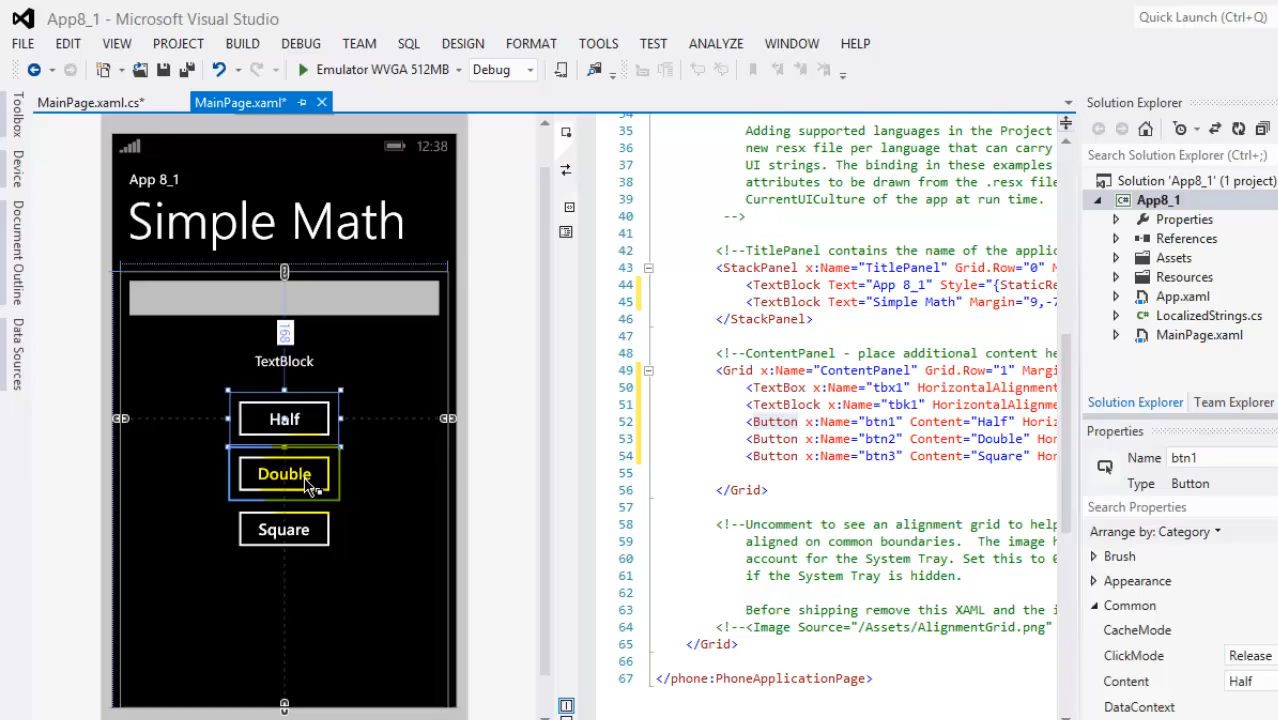 App8_1 - Microsoft Visual Studio
Quick Launch (Ctrl+Q)
FILE EDIT VIEW PROJECT BUILD DEBUG TEAM SQL DESIGN FORMAT TOOLS TEST ANALYZE WINDOW HELP
Emulator WVGA 512MB Debug
MainPage.xaml.cs* MainPage.xaml*
Toolbox
Device
Document Outline
Data Sources
12:38
App 8_1
Simple Math
168
TextBlock
Half
Double
Square
34
35 Adding supported languages in the Project
36 new resx file per language that can carry
37 UI strings. The binding in these examples
38 attributes to be drawn from the .resx file
39 CurrentUICulture of the app at run time.
40 -->
41
42 <!--TitlePanel contains the name of the applic
43 <StackPanel x:Name="TitlePanel" Grid.Row="0" M
44 <TextBlock Text="App 8_1" Style="{StaticRe
45 <TextBlock Text="Simple Math" Margin="9,-7
46 </StackPanel>
47
48 <!--ContentPanel - place additional content he
49 <Grid x:Name="ContentPanel" Grid.Row="1" Margi
50 <TextBox x:Name="tbx1" HorizontalAlignment
51 <TextBlock x:Name="tbk1" HorizontalAlignme
52 <Button x:Name="btn1" Content="Half" Horiz
53 <Button x:Name="btn2" Content="Double" Hor
54 <Button x:Name="btn3" Content="Square" Hor
55
56 </Grid>
57
58 <!--Uncomment to see an alignment grid to help
59 aligned on common boundaries. The image h
60 account for the System Tray. Set this to 0
61 if the System Tray is hidden.
62
63 Before shipping remove this XAML and the i
64 <!--<Image Source="/Assets/AlignmentGrid.png"
65 </Grid>
66
67 </phone:PhoneApplicationPage>
Solution Explorer
Search Solution Explorer (Ctrl+;)
Solution 'App8_1' (1 project)
App8_1
Properties
References
Assets
Resources
App.xaml
LocalizedStrings.cs
MainPage.xaml
Solution Explorer Team Explorer
Properties
Name btn1
Type Button
Search Properties
Arrange by: Category
Brush
Appearance
Common
CacheMode
ClickMode Release
Content Half
DataContext